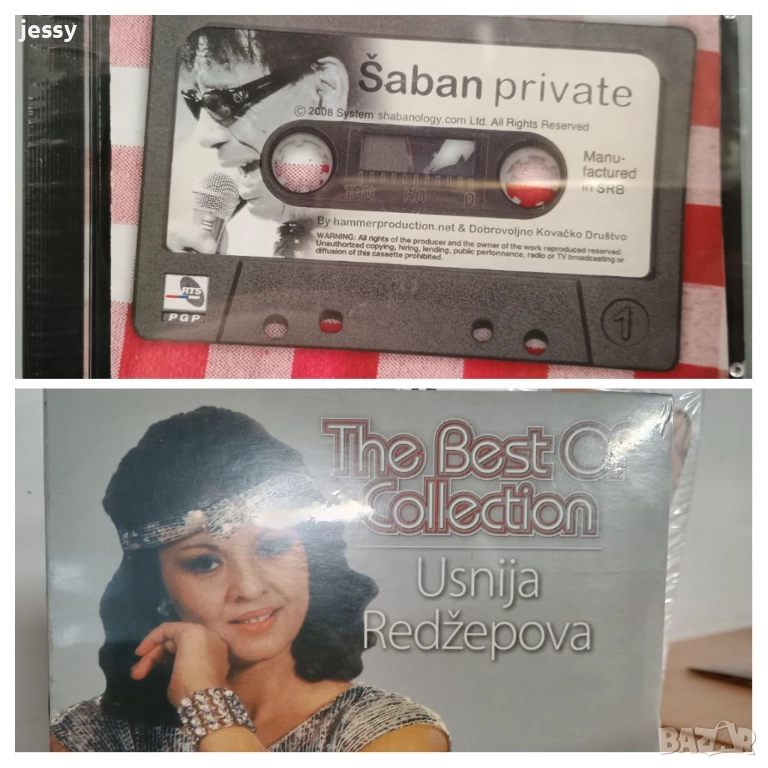 jessy
Šaban private
© 2008 System shabanology.com Ltd. All Rights Reserved
Manu-
factured
in SRB
By hammerproduction.net & Dobrovoljno Kovačko Društvo
WARNING: All rights of the producer and the owner of the work reproduced reserved.
Unauthorized copying, hiring, lending, public performance, radio or TV broadcasting or
diffusion of this cassette prohibited.
RTS
PGP
1
The Best Of
Collection
Usnija
Redžepova
BAZAR